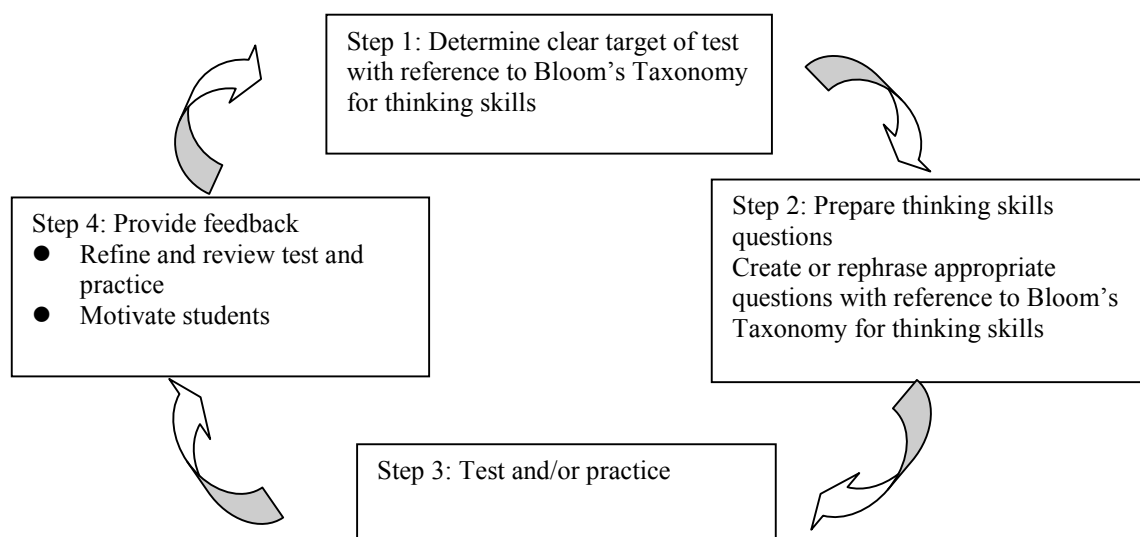 Step 1: Determine clear target of test
with reference to Bloom’s Taxonomy
for thinking skills
Step 2: Prepare thinking skills
questions
Create or rephrase appropriate
questions with reference to Bloom’s
Taxonomy for thinking skills
Step 3: Test and/or practice
Step 4: Provide feedback
● Refine and review test and
practice
● Motivate students